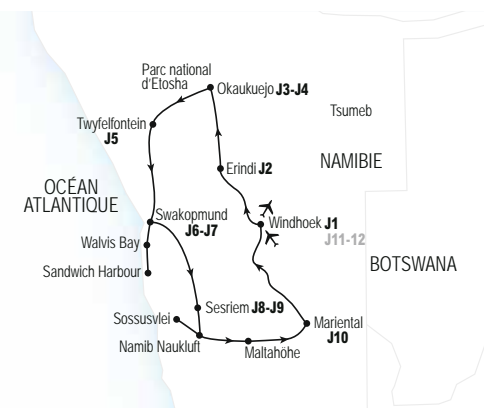 Parc national
d'Etosha
Okaukuejo J3-J4
Tsumeb
Twyfelfontein
J5
Erindi J2
NAMIBIE
OCÉAN
ATLANTIQUE
Swakopmund
J6-J7
Windhoek J1
J11-12
Walvis Bay
BOTSWANA
Sandwich Harbour
Sesriem J8-J9
Sossusvlei
Mariental
J10
Namib Naukluft
Maltahöhe